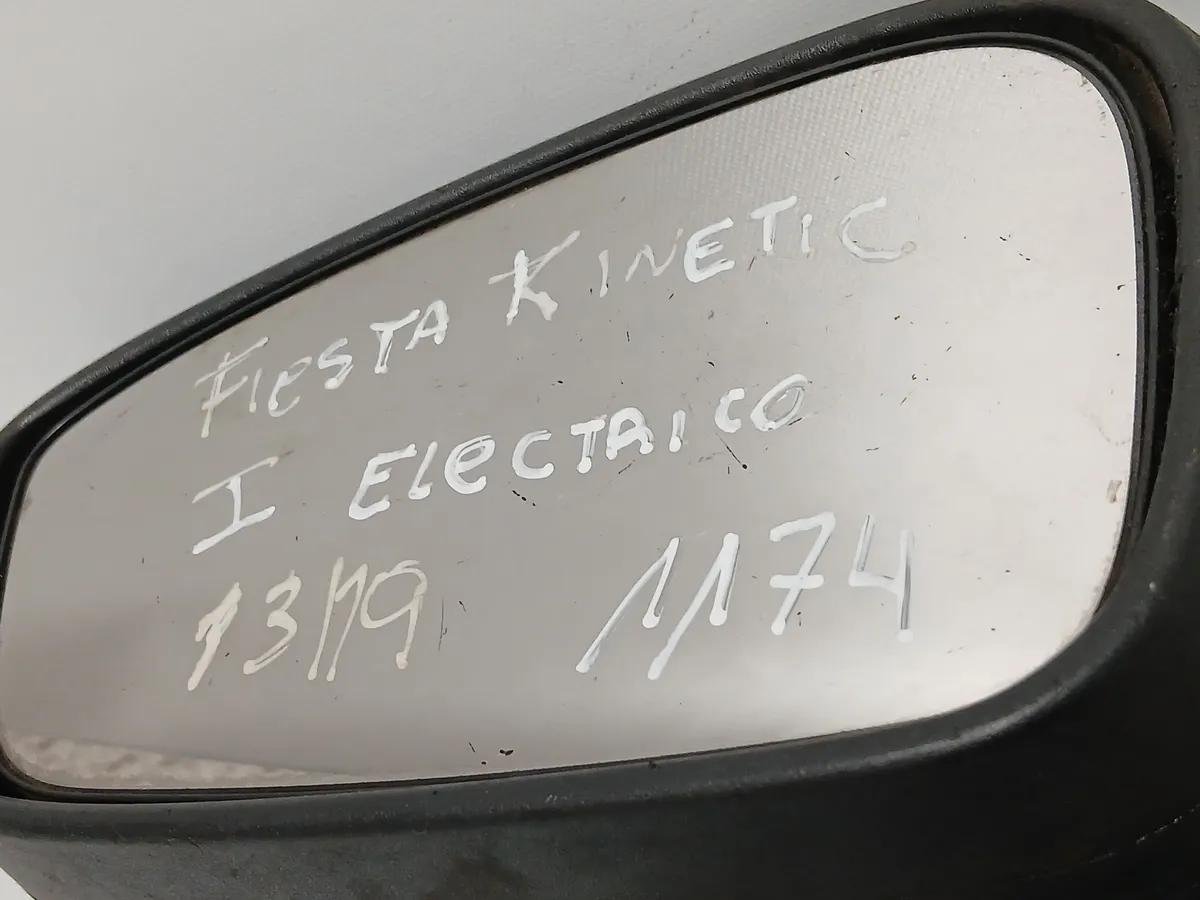 FIESTA KINETIC
I ELECTRICO
13/19 1174